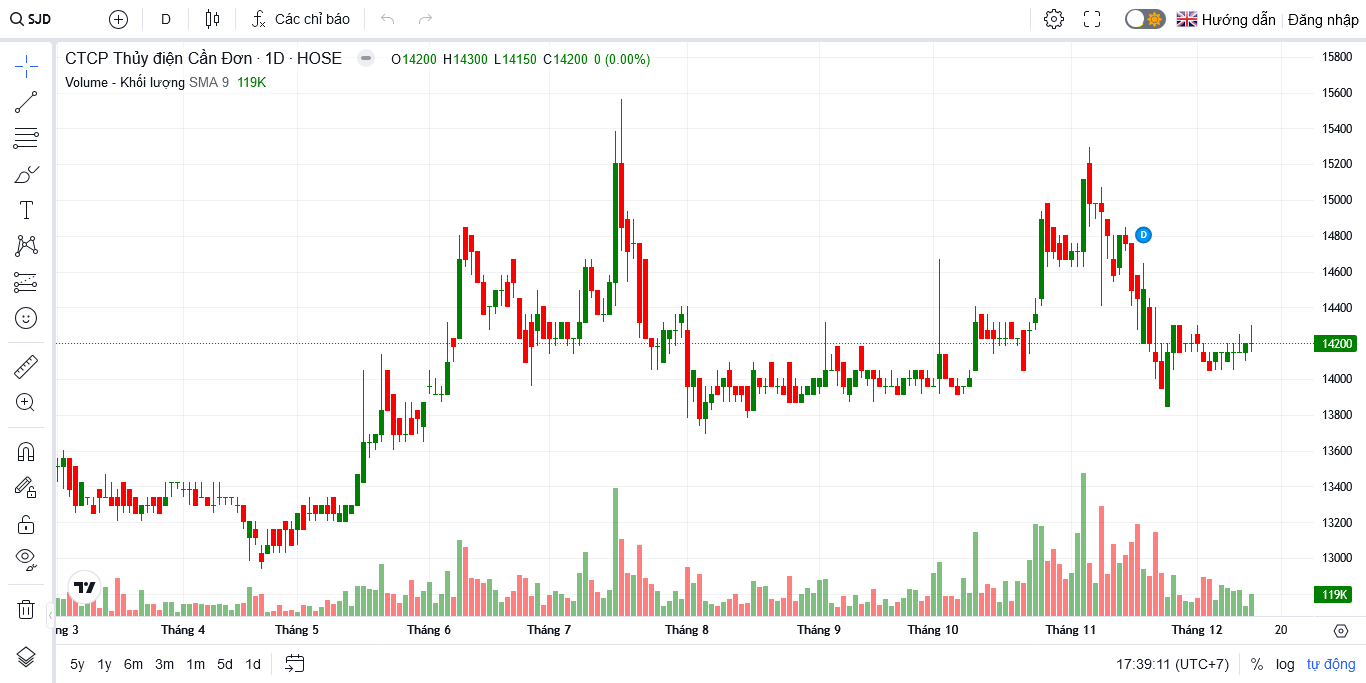 SJD D Các chỉ báo Hướng dẫn Đăng nhập
CTCP Thủy điện Cần Đơn · 1D · HOSE O14200 H14300 L14150 C14200 0 (0.00%)
Volume - Khối lượng SMA 9 119K
15800
15600
15400
15200
15000
14800
D
14600
14400
14200
14000
13800
13600
13400
13200
13000
119K
ng 3 Tháng 4 Tháng 5 Tháng 6 Tháng 7 Tháng 8 Tháng 9 Tháng 10 Tháng 11 Tháng 12 20
5y 1y 6m 3m 1m 5d 1d 17:39:11 (UTC+7) % log tự động